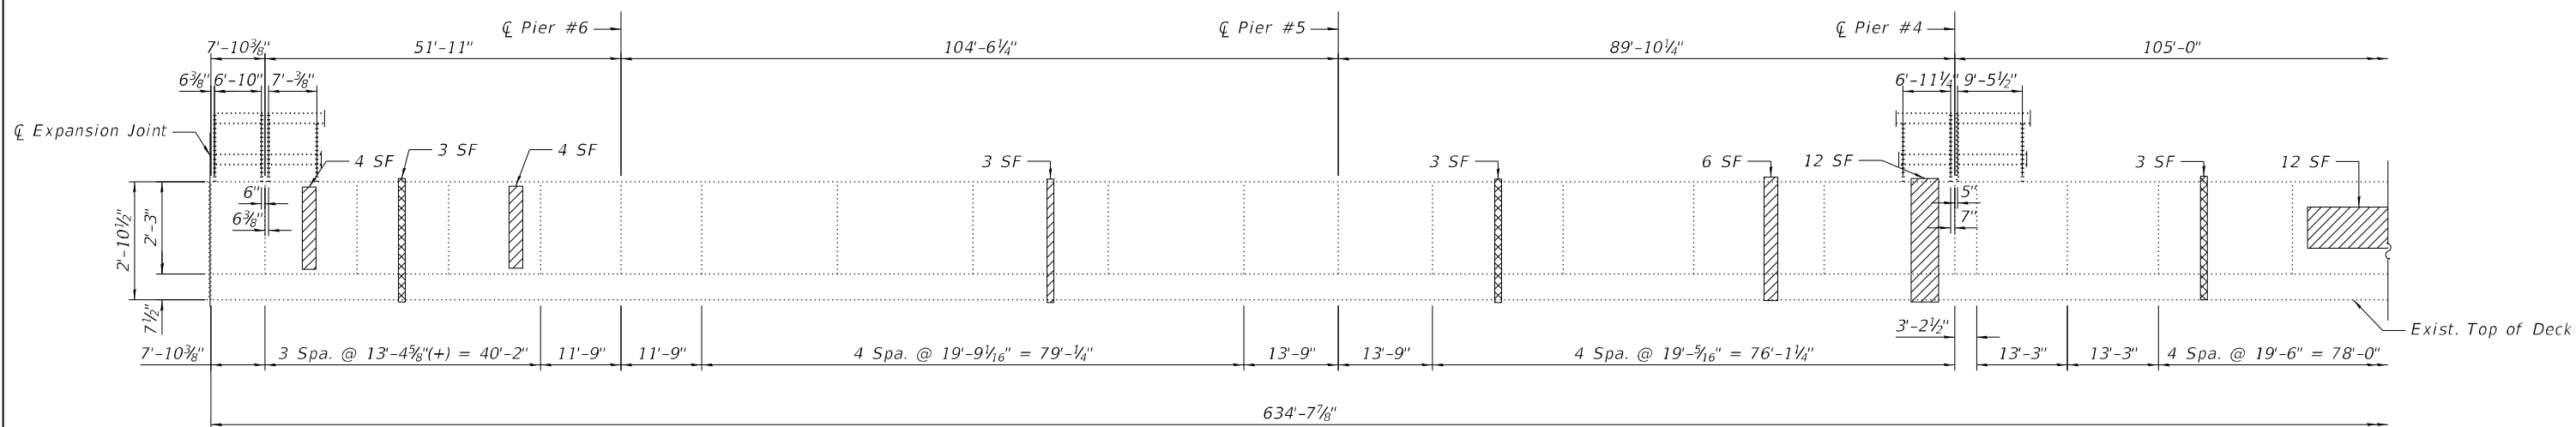 ℄ Pier #6
℄ Pier #5
℄ Pier #4
7'-10⅜"
51'-11"
104'-6¼"
89'-10¼"
105'-0"
6⅜"
6'-10"
7'-⅜"
6'-11¼"
9'-5½"
℄ Expansion Joint
4 SF
3 SF
4 SF
3 SF
3 SF
6 SF
12 SF
3 SF
12 SF
2'-10½"
2'-3"
7½"
6"
6⅜"
5"
7"
3'-2½"
Exist. Top of Deck
7'-10⅜"
3 Spa. @ 13'-4⅝"(+) = 40'-2"
11'-9"
11'-9"
4 Spa. @ 19'-9⅟₁₆" = 79'-¼"
13'-9"
13'-9"
4 Spa. @ 19'-⁵⁄₁₆" = 76'-1¼"
13'-3"
13'-3"
4 Spa. @ 19'-6" = 78'-0"
634'-7⅞"